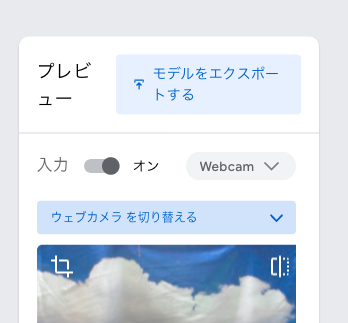 プレビ
ュー
モデルをエクスポー
トする
入力 オン Webcam
ウェブカメラ を切り替える